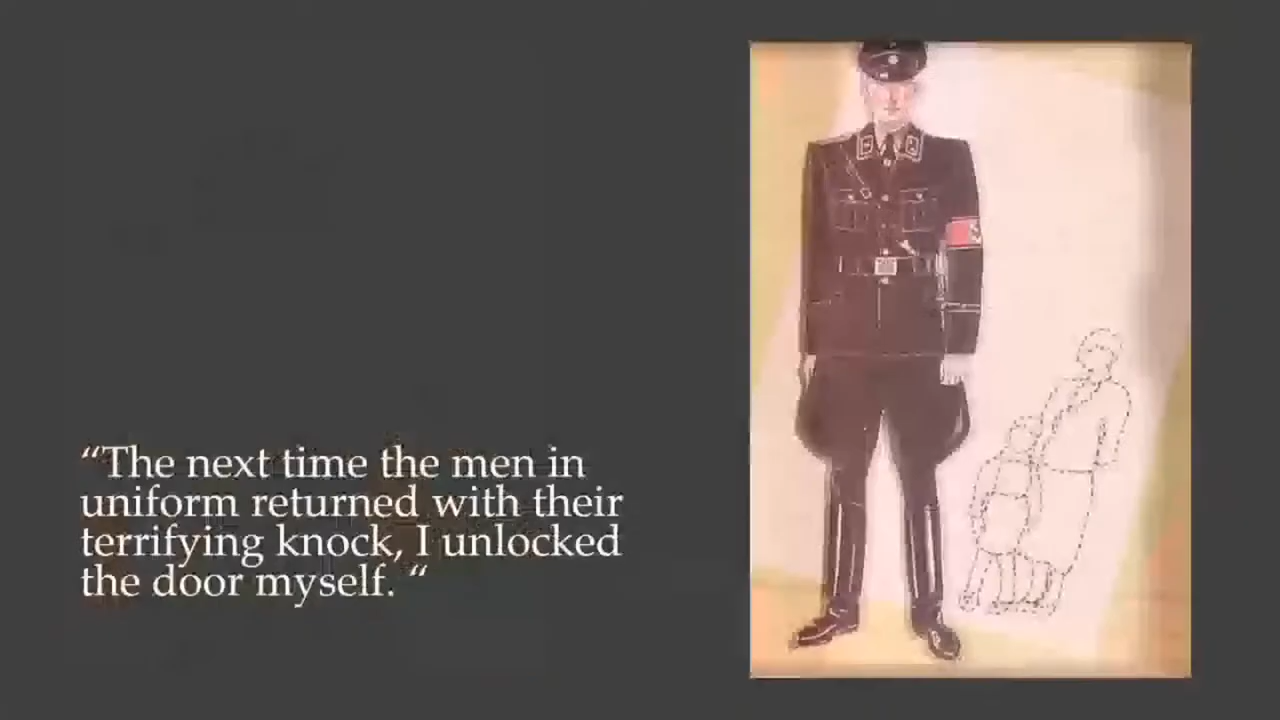 “The next time the men in
uniform returned with their
terrifying knock, I unlocked
the door myself. “